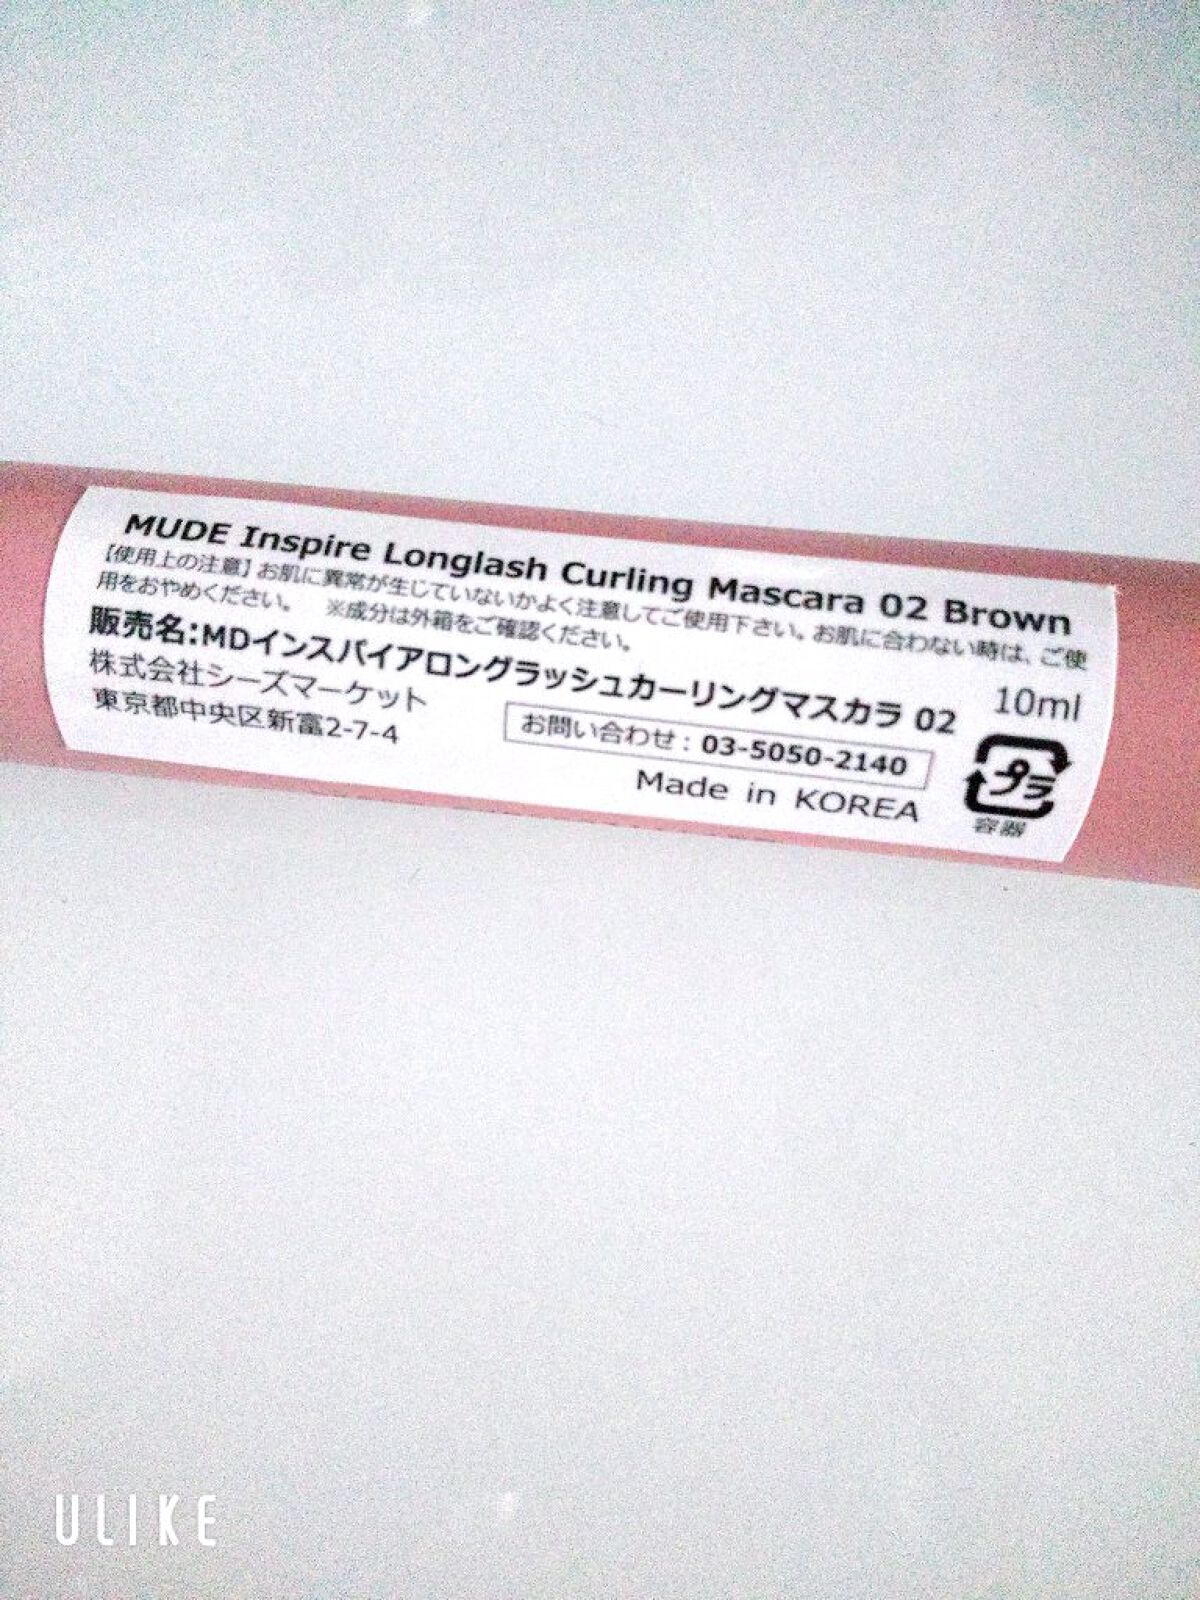 MUDE Inspire Longlash Curling Mascara 02 Brown
【使用上の注意】お肌に異常が生じていないかよく注意してご使用下さい。お肌に合わない時は、ご使
用をおやめください。 ※成分は外箱をご確認ください。
販売名:MDインスパイアロングラッシュカーリングマスカラ 02
10ml
株式会社シーズマーケット
東京都中央区新富2-7-4
お問い合わせ：03-5050-2140
Made in KOREA
プラ
容器
ULIKE